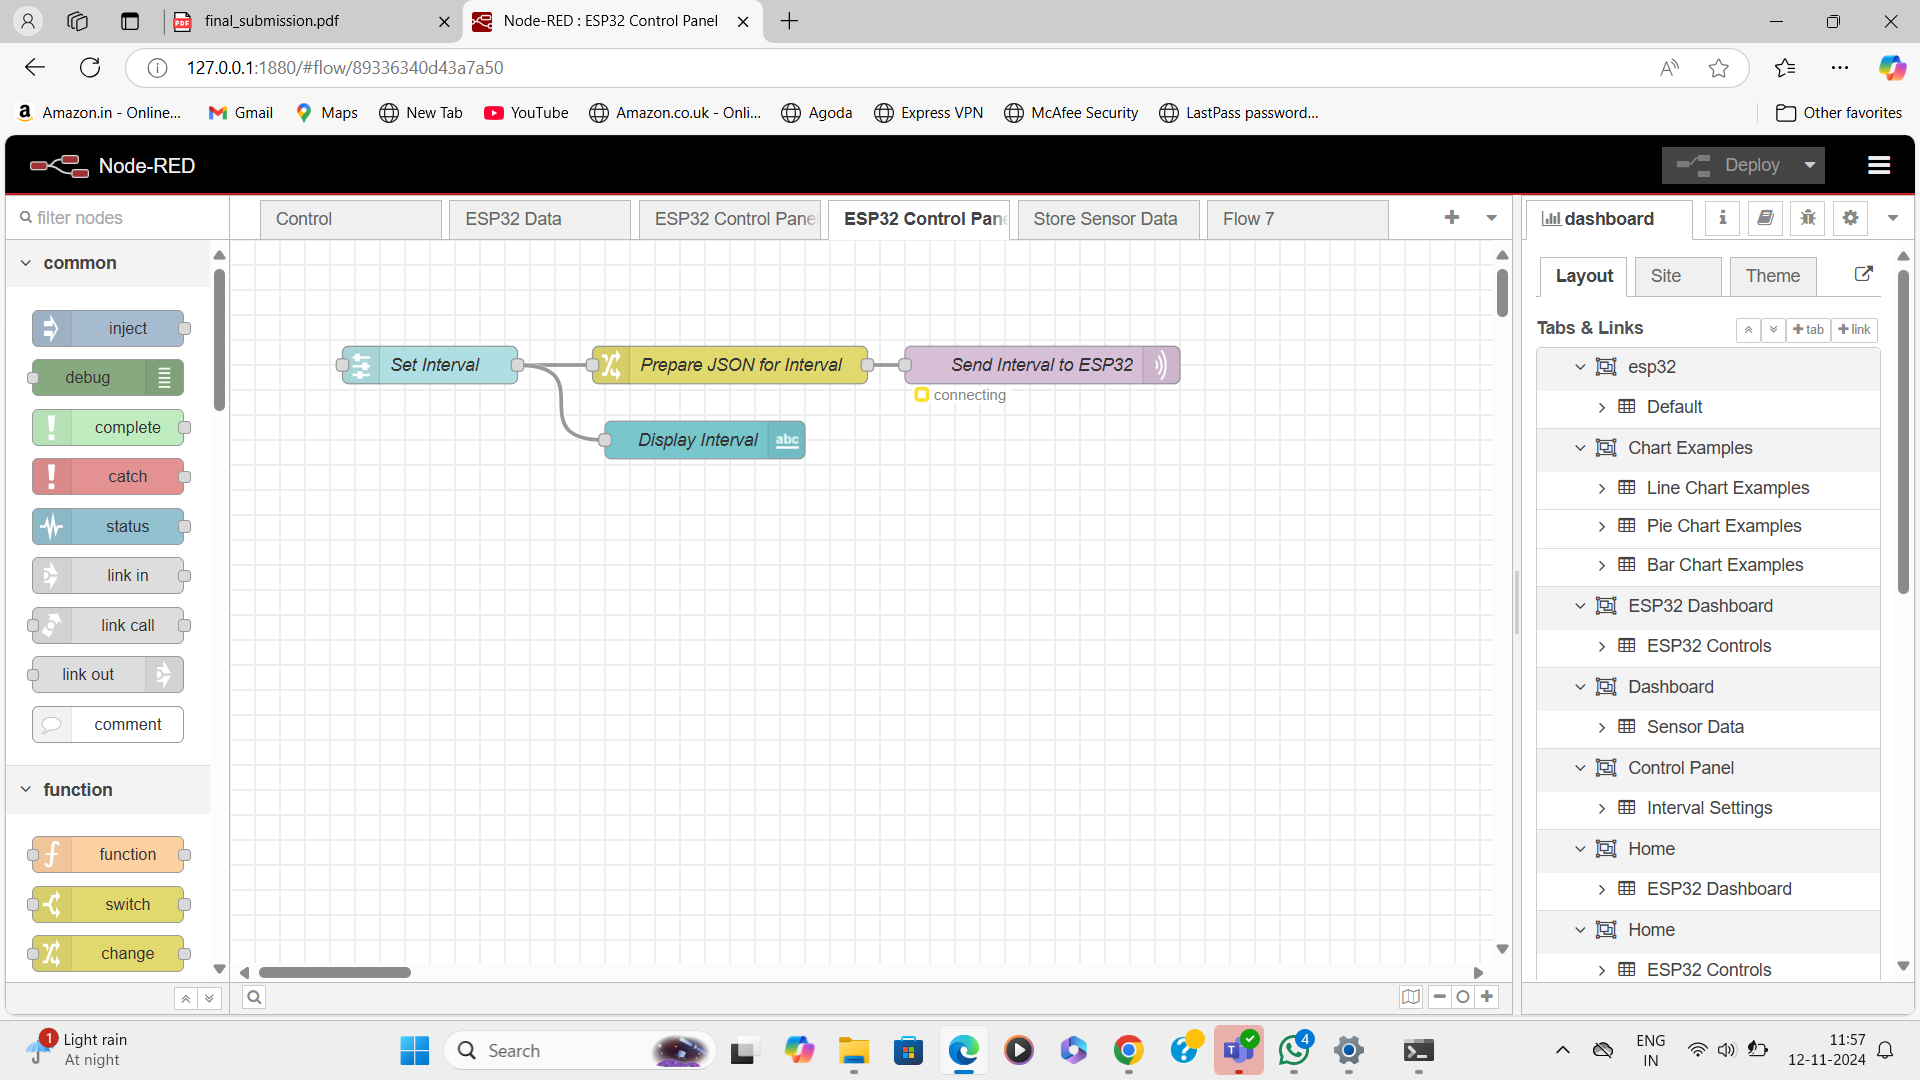 final_submission.pdf
Node-RED : ESP32 Control Panel
127.0.0.1:1880/#flow/89336340d43a7a50
Amazon.in - Online...
Gmail
Maps
New Tab
YouTube
Amazon.co.uk - Onli...
Agoda
Express VPN
McAfee Security
LastPass password...
Other favorites
Node-RED
Deploy
filter nodes
Control
ESP32 Data
ESP32 Control Pane
ESP32 Control Pan
Store Sensor Data
Flow 7
dashboard
common
inject
debug
complete
catch
status
link in
link call
link out
comment
function
function
switch
change
Set Interval
Prepare JSON for Interval
Send Interval to ESP32
connecting
Display Interval
abc
Layout
Site
Theme
Tabs & Links
+ tab
+ link
esp32
Default
Chart Examples
Line Chart Examples
Pie Chart Examples
Bar Chart Examples
ESP32 Dashboard
ESP32 Controls
Dashboard
Sensor Data
Control Panel
Interval Settings
Home
ESP32 Dashboard
Home
ESP32 Controls
1
Light rain
At night
Search
4
ENG
IN
11:57
12-11-2024